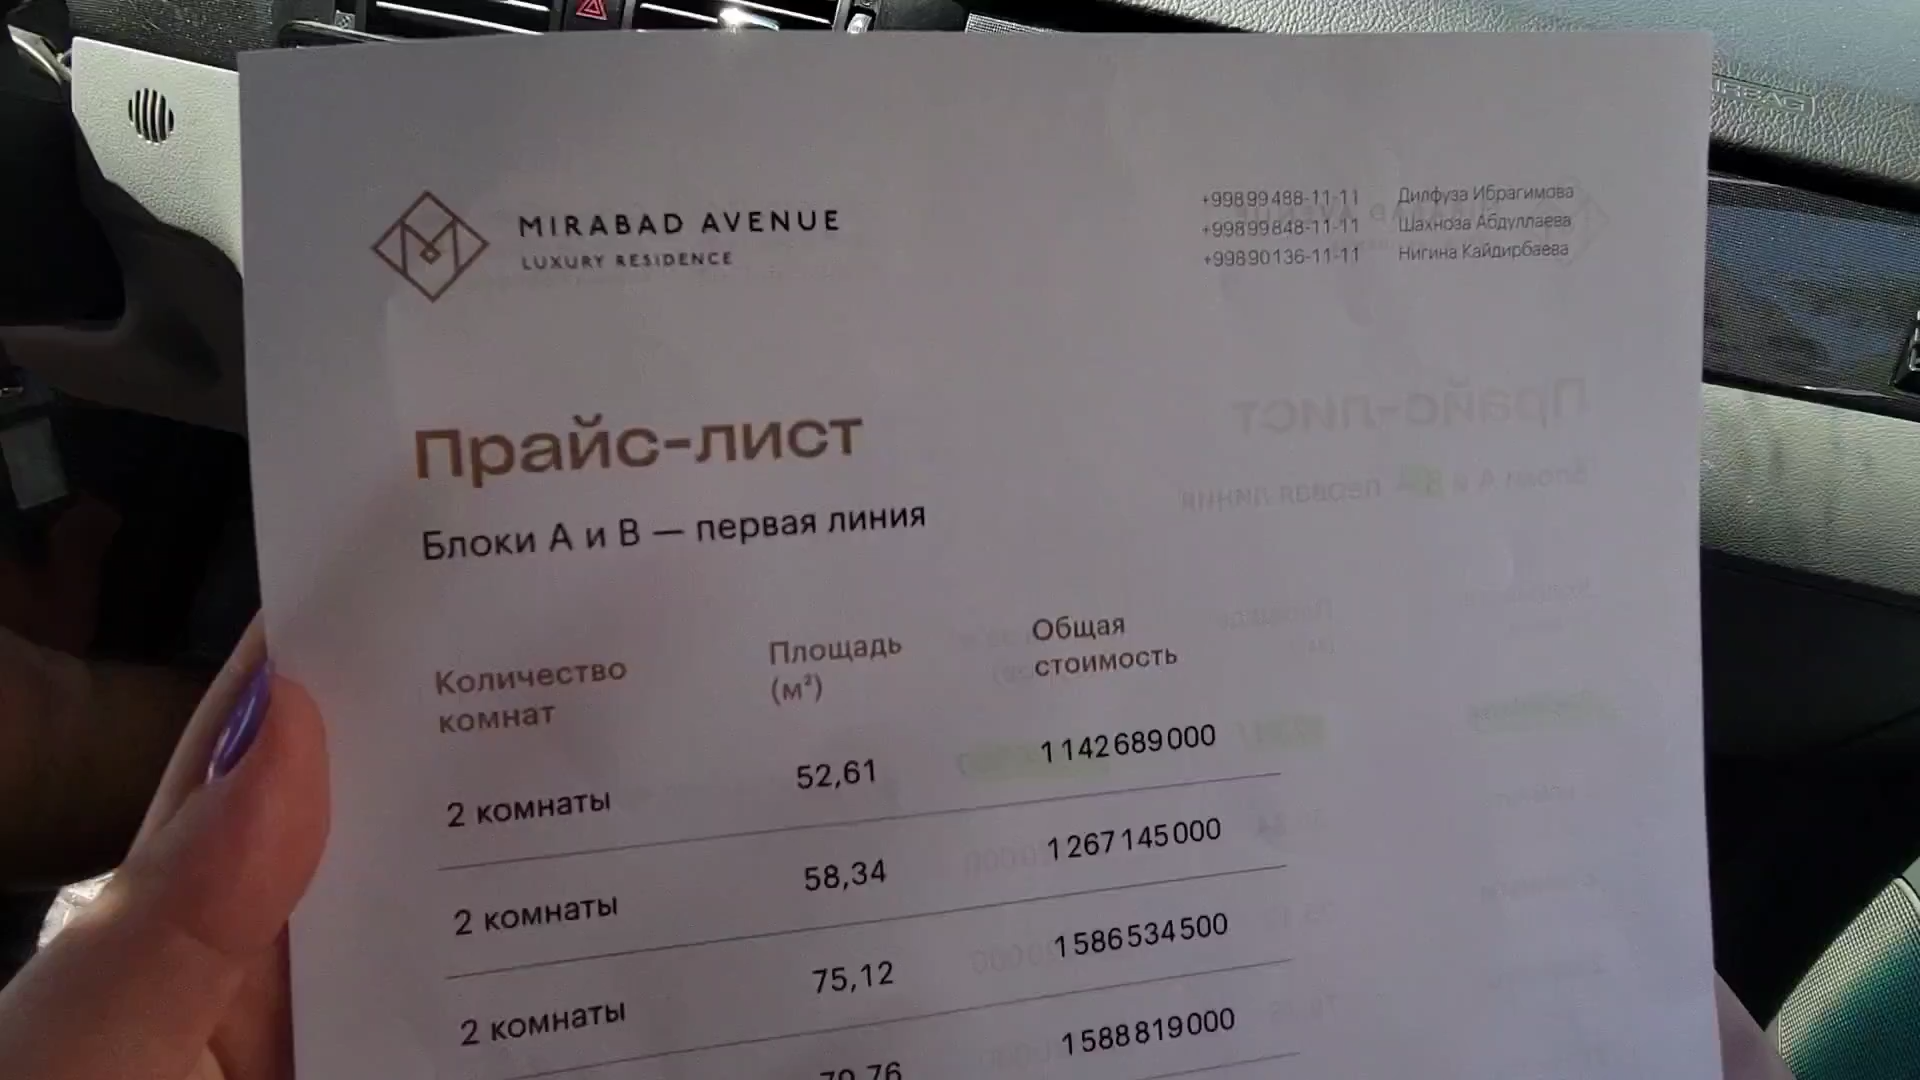 MIRABAD AVENUE
LUXURY RESIDENCE
+99899488-11-11 Дилфуза Ибрагимова
+99899848-11-11 Шахноза Абдуллаева
+99890136-11-11 Нигина Кайдирбаева
Прайс-лист
Блоки А и В — первая линия
Количество комнат Площадь (м²) Общая стоимость
2 комнаты 52,61 1 142 689 000
2 комнаты 58,34 1 267 145 000
2 комнаты 75,12 1 586 534 500
79,76 1 588 819 000
AIRBAG